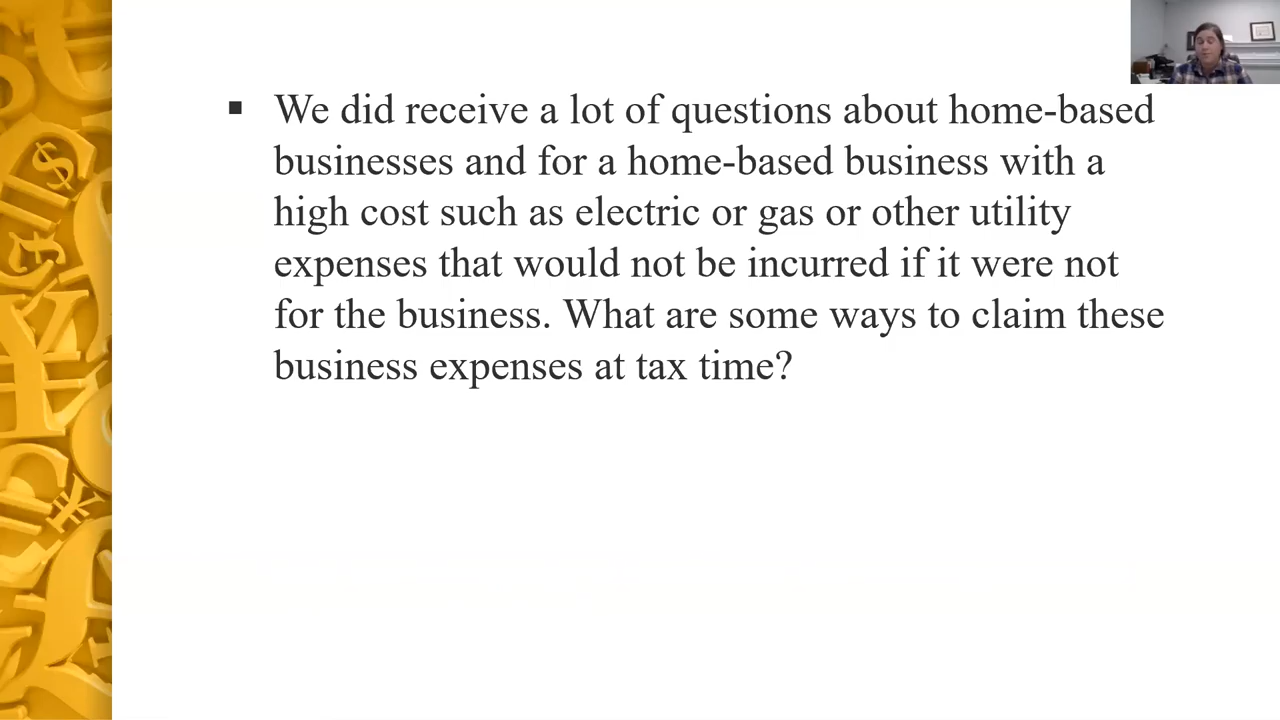 We did receive a lot of questions about home-based
businesses and for a home-based business with a
high cost such as electric or gas or other utility
expenses that would not be incurred if it were not
for the business. What are some ways to claim these
business expenses at tax time?